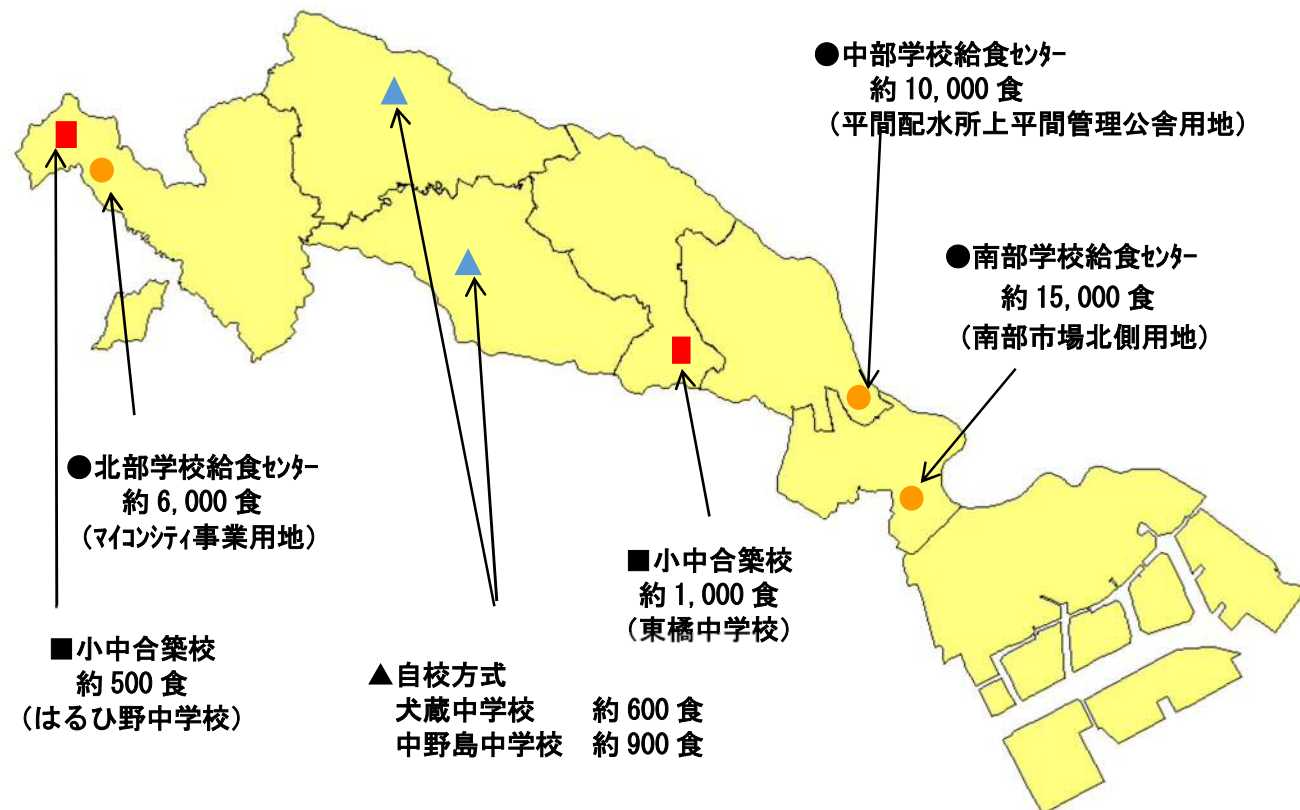 ●中部学校給食ｾﾝﾀｰ
約 10,000 食
（平間配水所上平間管理公舎用地）
●南部学校給食ｾﾝﾀｰ
約 15,000 食
（南部市場北側用地）
●北部学校給食ｾﾝﾀｰ
約 6,000 食
（ﾏｲｺﾝｼﾃｨ事業用地）
■小中合築校
約 1,000 食
（東橘中学校）
■小中合築校
約 500 食
（はるひ野中学校）
▲自校方式
犬蔵中学校　約 600 食
中野島中学校　約 900 食